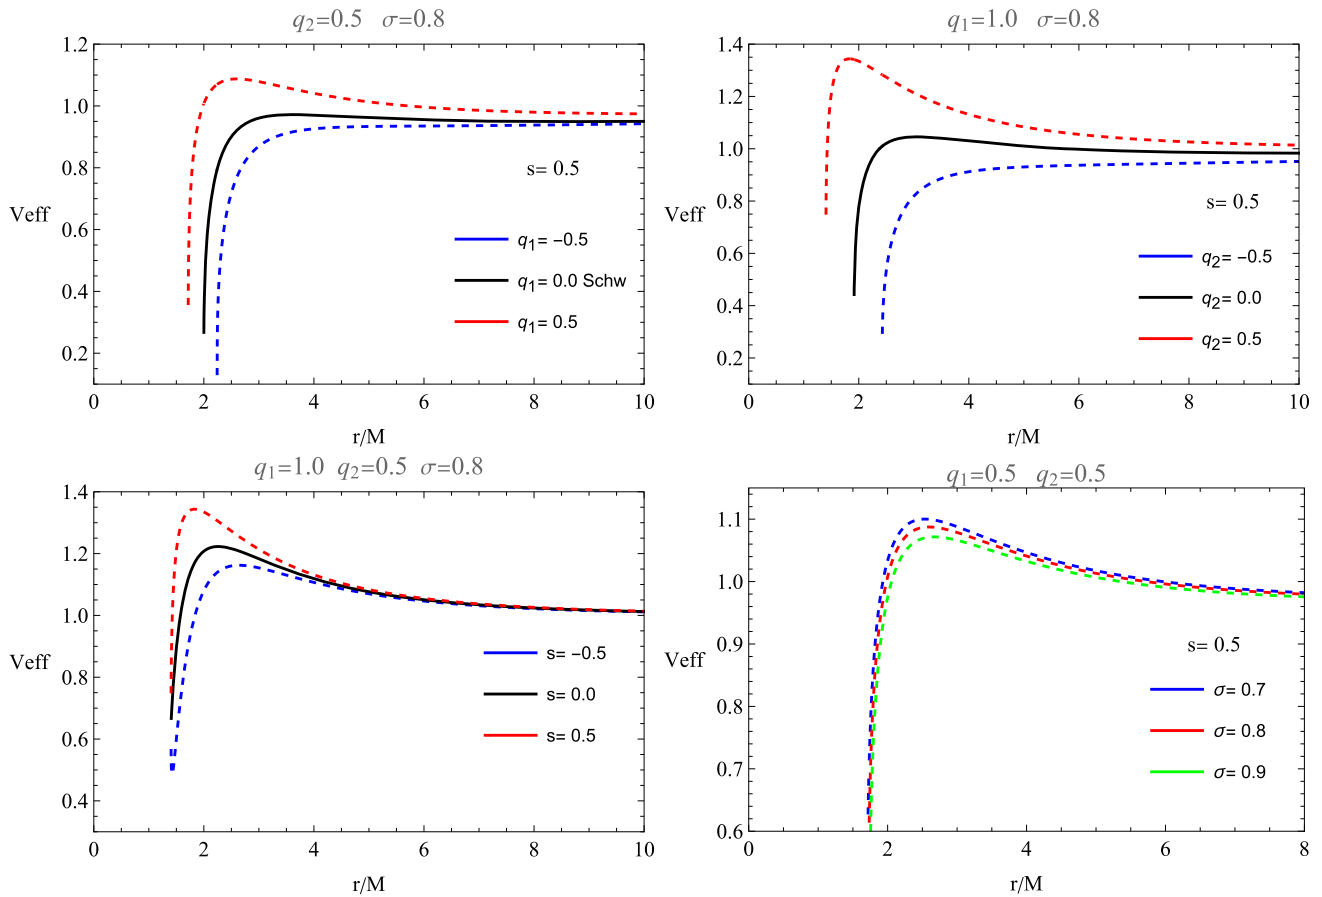 q₂=0.5 σ=0.8
1.2
1.0
0.8
0.6
0.4
0.2
Veff
s= 0.5
q₁= −0.5
q₁= 0.0 Schw
q₁= 0.5
0 2 4 6 8 10
r/M
q₁=1.0 σ=0.8
1.4
1.2
1.0
0.8
0.6
0.4
0.2
Veff
s= 0.5
q₂= −0.5
q₂= 0.0
q₂= 0.5
0 2 4 6 8 10
r/M
q₁=1.0 q₂=0.5 σ=0.8
1.4
1.2
1.0
0.8
0.6
0.4
Veff
s= −0.5
s= 0.0
s= 0.5
0 2 4 6 8 10
r/M
q₁=0.5 q₂=0.5
1.1
1.0
0.9
0.8
0.7
0.6
Veff
s= 0.5
σ= 0.7
σ= 0.8
σ= 0.9
0 2 4 6 8
r/M